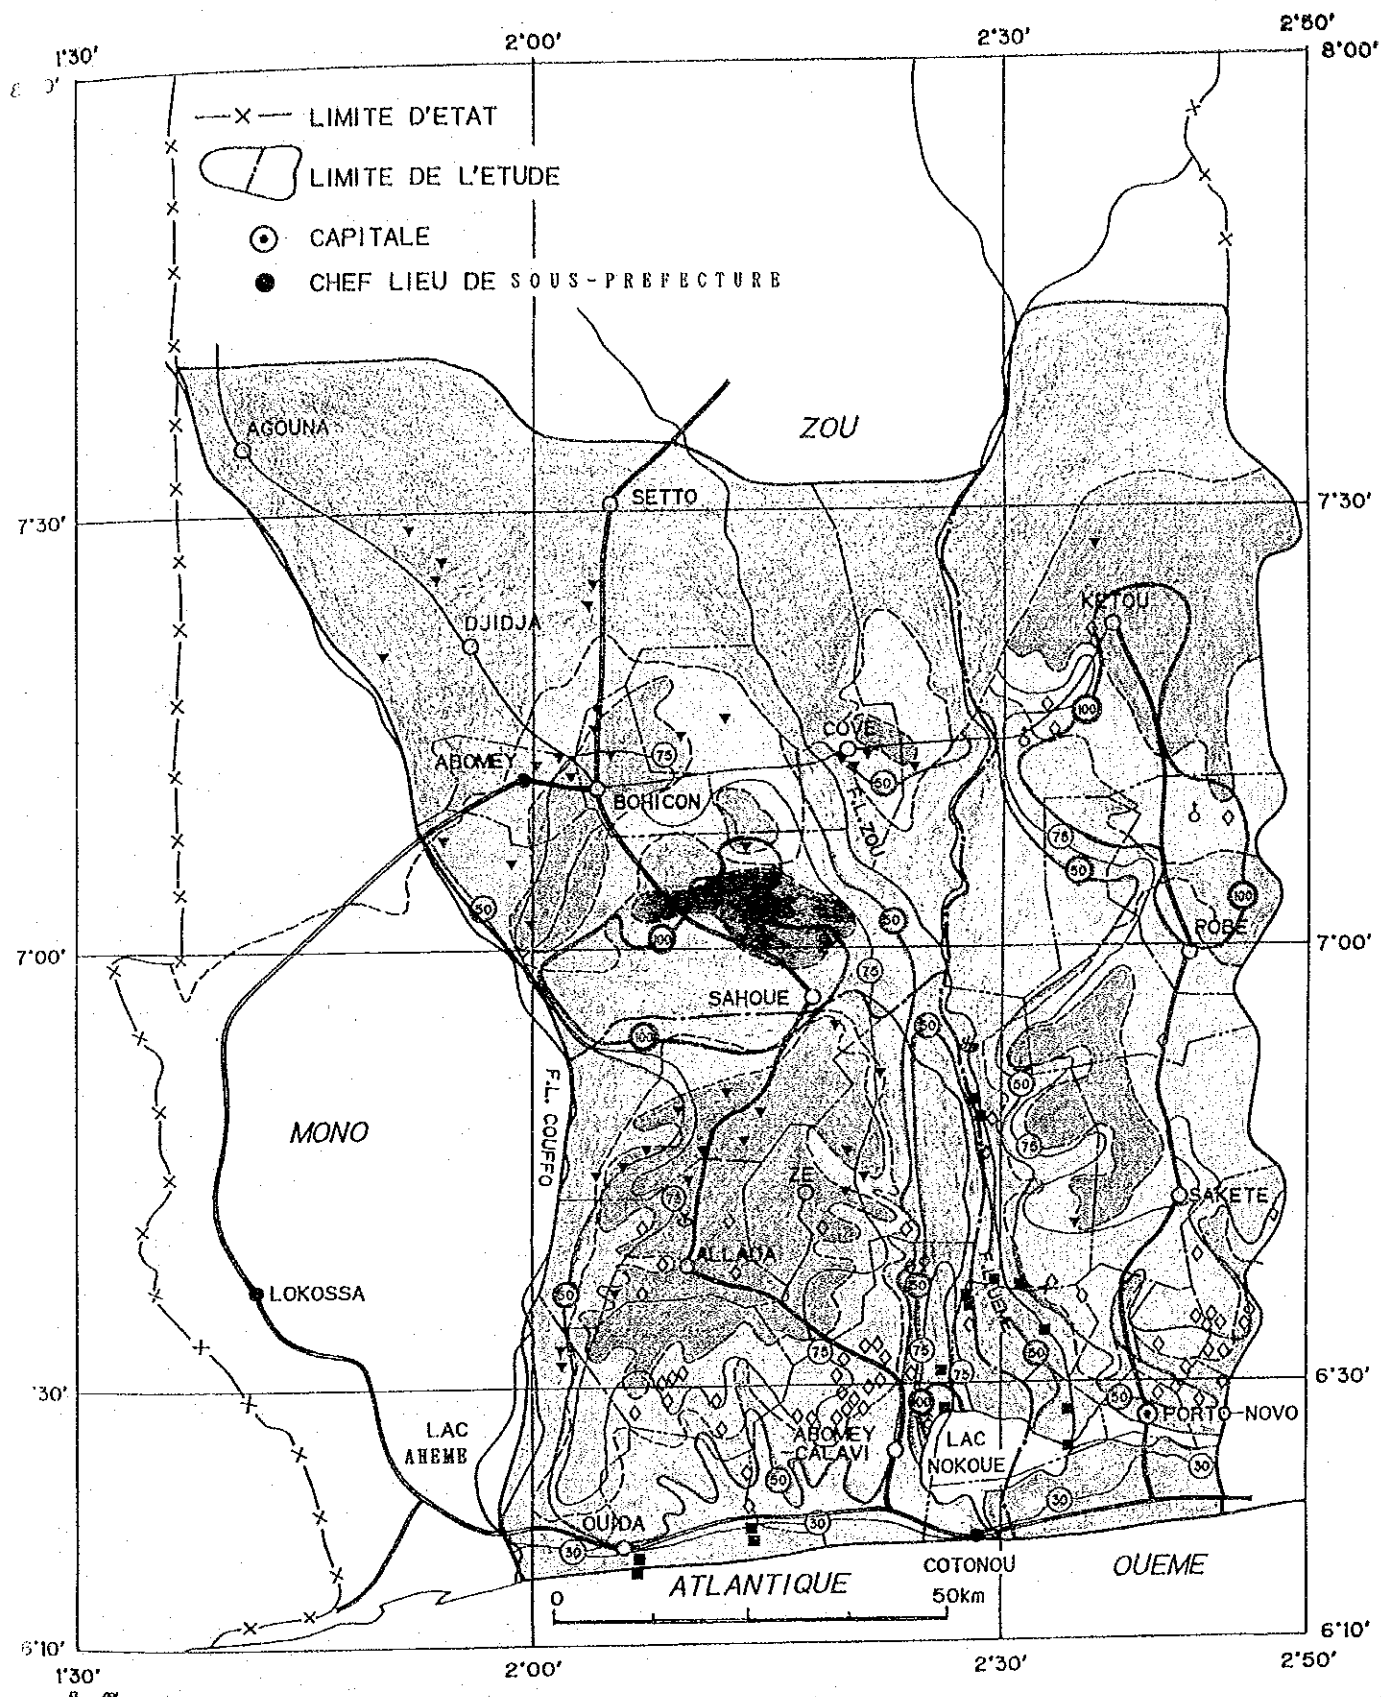 1°30'
2°00'
2°30'
2°50'
8°00'
LIMITE D'ETAT
LIMITE DE L'ETUDE
CAPITALE
CHEF LIEU DE SOUS-PREFECTURE
ZOU
AGOUNA
SETTO
7°30'
7°30'
KETOU
DJIDJA
100
COVE
75
ABOMEY
50
BOHICON
F.L. ZOU
75
50
100
50
50
POBE
100
7°00'
7°00'
75
SAHOUE
50
100
50
F.L. COUFFO
MONO
75
ZE
75
SAKETE
ALLADA
F.L. OUEME
50
50
LOKOSSA
75
75
50
75
6°30'
30'
50
100
PORTO-NOVO
LAC
AHEME
ABOMEY
CALAVI
LAC
NOKOUE
50
30
30
OUIDA
30
30
COTONOU
OUEME
ATLANTIQUE
0
50km
6°10'
6°10'
1°30'
2°00'
2°30'
2°50'